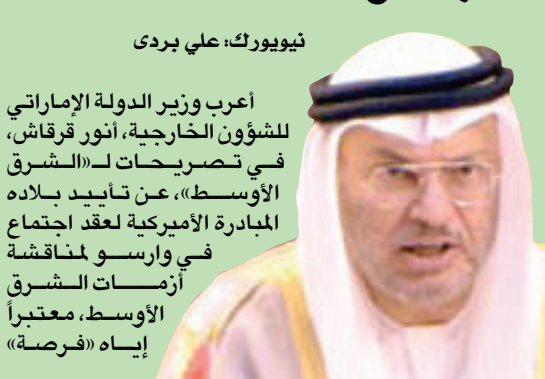 نيويورك: علي بردى
أعرب وزير الدولة الإماراتي
للشؤون الخارجية، أنور قرقاش،
في تصريحات لـ«الشرق
الأوسط»، عن تأييد بلاده
المبادرة الأميركية لعقد اجتماع
في وارسو لمناقشة
أزمات الشرق
الأوسط، معتبراً
إياه «فرصة»